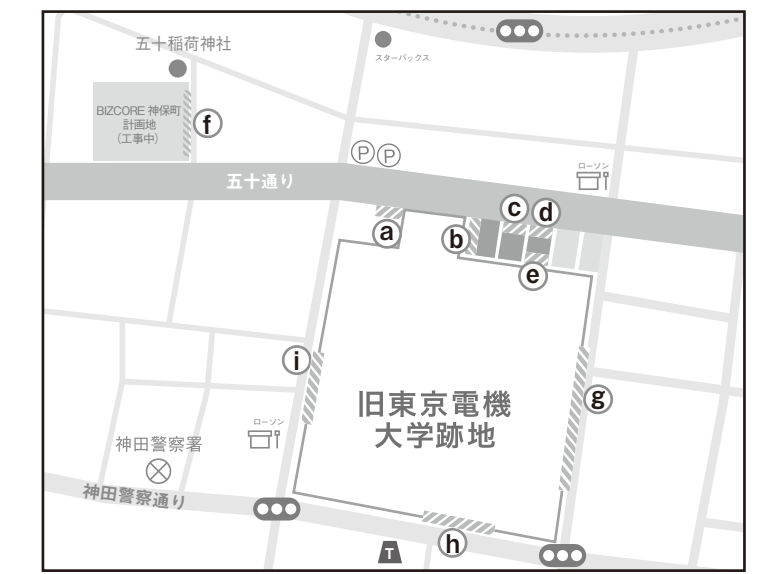 五十稲荷神社
スターバックス
BIZCORE 神保町
計画地
(工事中)
f
P P
ローソン
五十通り
c
d
a
b
e
i
g
旧東京電機
大学跡地
ローソン
神田警察署
神田警察通り
h
T